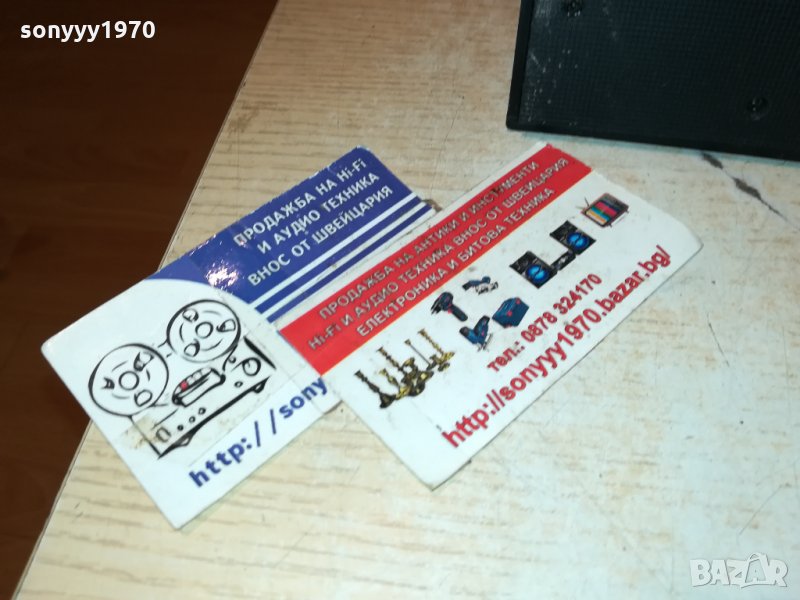 sonyyy1970
ПРОДАЖБА НА Hi-Fi
И АУДИО ТЕХНИКА
ВНОС ОТ ШВЕЙЦАРИЯ
http://sony
ПРОДАЖБА НА АНТИКИ И ИНСТРУМЕНТИ
Hi-Fi И АУДИО ТЕХНИКА ВНОС ОТ ШВЕЙЦАРИЯ
ЕЛЕКТРОНИКА И БИТОВА ТЕХНИКА
тел.: 0878 324170
http://sonyyy1970.bazar.bg/
BAZAR